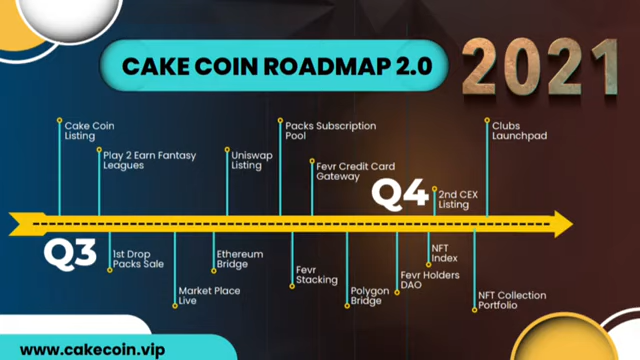 CAKE COIN ROADMAP 2.0
2021
Cake Coin
Listing
Play 2 Earn Fantasy
Leagues
Uniswap
Listing
Packs Subscription
Pool
Fevr Credit Card
Gateway
Q4
2nd CEX
Listing
Clubs
Launchpad
Q3
1st Drop
Packs Sale
Market Place
Live
Ethereum
Bridge
Fevr
Stacking
Polygon
Bridge
Fevr Holders
DAO
NFT
Index
NFT Collection
Portfolio
www.cakecoin.vip